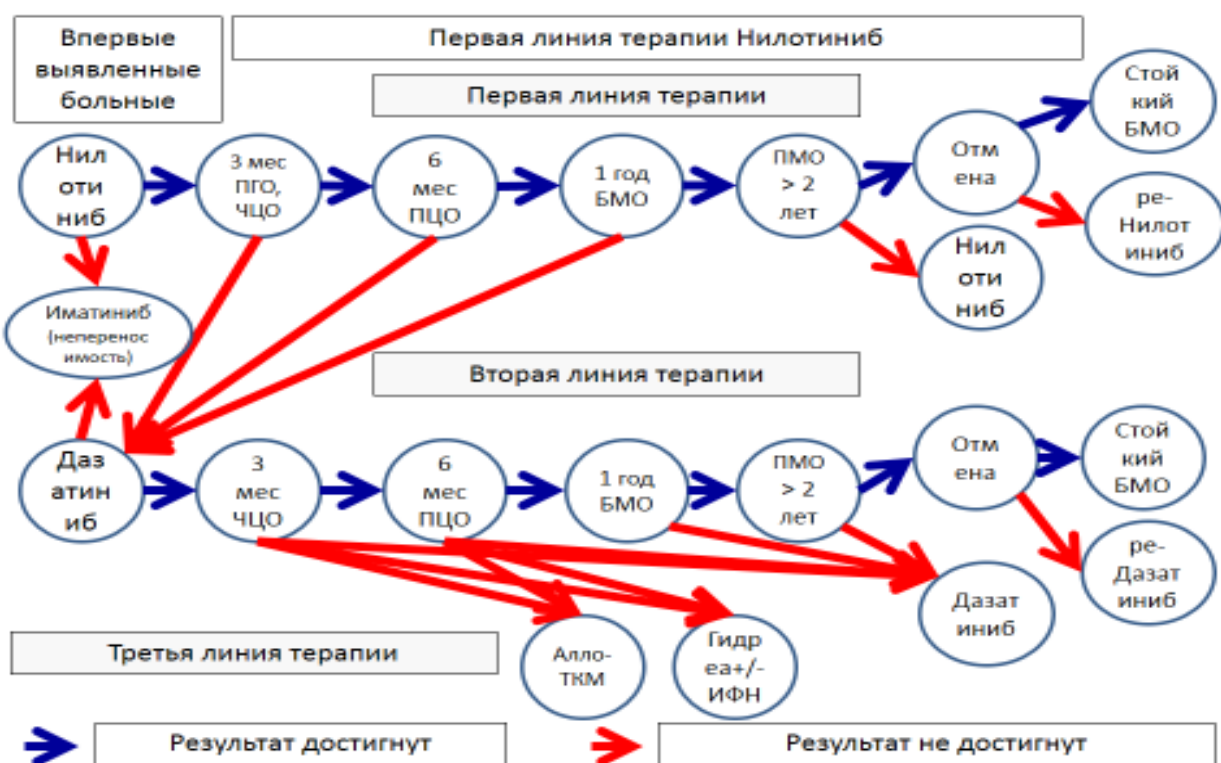 Впервые
выявленные
больные
Первая линия терапии Нилотиниб
Первая линия терапии
Нил
оти
ниб
3 мес
ПГО,
ЧЦО
6
мес
ПЦО
1 год
БМО
ПМО
> 2
лет
Отм
ена
Стой
кий
БМО
ре-
Нилот
иниб
Нил
оти
ниб
Иматиниб
(неперенос
имость)
Вторая линия терапии
Даз
атин
иб
3
мес
ЧЦО
6
мес
ПЦО
1 год
БМО
ПМО
> 2
лет
Отм
ена
Стой
кий
БМО
ре-
Дазат
иниб
Дазат
иниб
Третья линия терапии
Алло-
ТКМ
Гидр
еа+/-
ИФН
Результат достигнут
Результат не достигнут